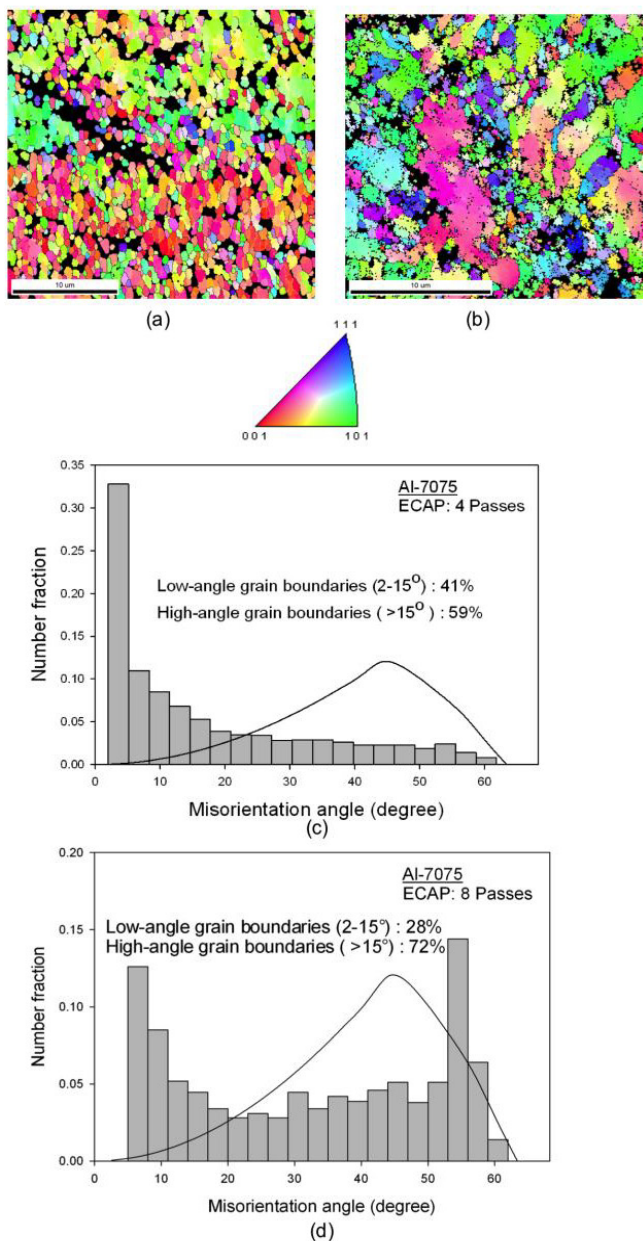 10 um
10 um
(a)
(b)
1 1 1
0 0 1
1 0 1
0.35
Al-7075
ECAP: 4 Passes
0.30
0.25
Low-angle grain boundaries (2-15°) : 41%
0.20
High-angle grain boundaries ( >15° ) : 59%
0.15
0.10
0.05
0.00
Number fraction
0 10 20 30 40 50 60
Misorientation angle (degree)
(c)
0.20
Al-7075
ECAP: 8 Passes
Low-angle grain boundaries (2-15°) : 28%
0.15
High-angle grain boundaries ( >15°) : 72%
0.10
0.05
0.00
Number fraction
0 10 20 30 40 50 60
Misorientation angle (degree)
(d)